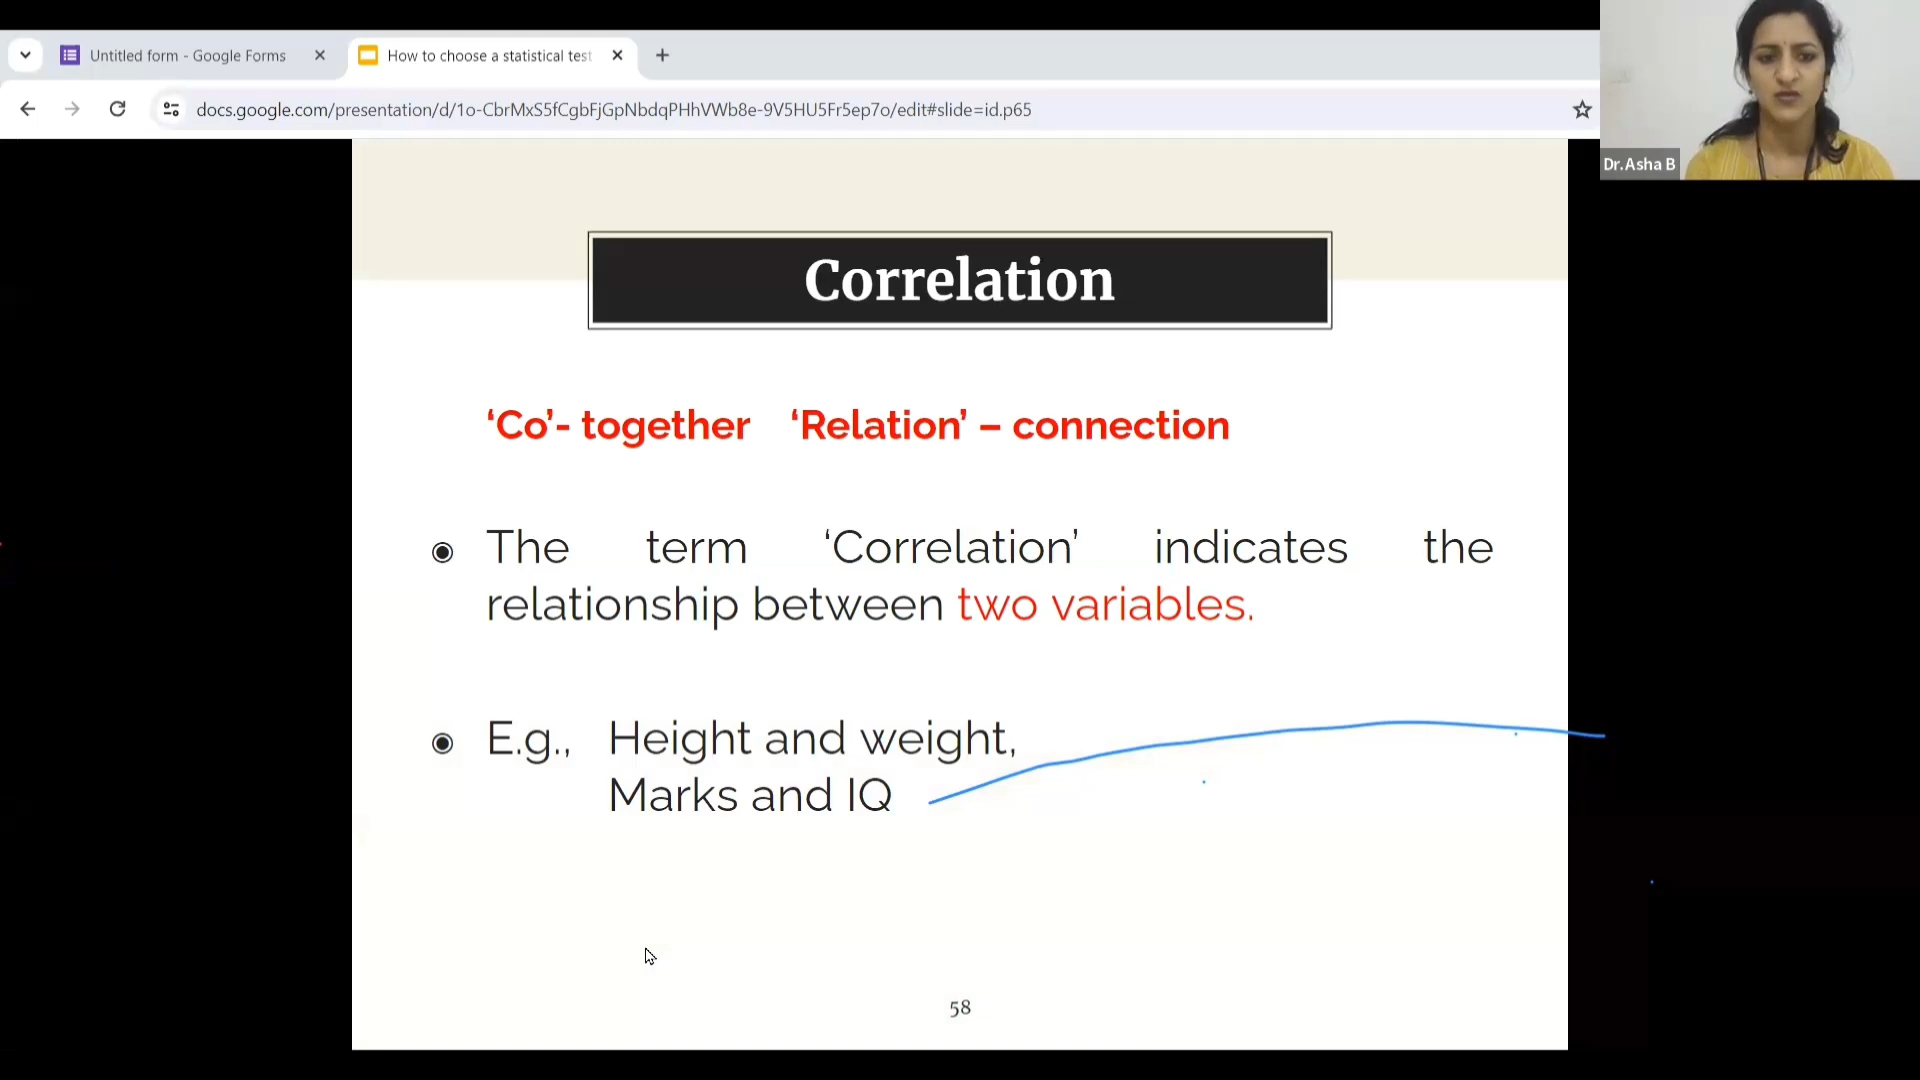 Untitled form - Google Forms
How to choose a statistical test
docs.google.com/presentation/d/1o-CbrMxS5fCgbFjGpNbdqPHhVWb8e-9V5HU5Fr5ep7o/edit#slide=id.p65
Dr.Asha B
Correlation
‘Co’- together ‘Relation’ – connection
The term ‘Correlation’ indicates the
relationship between two variables.
E.g., Height and weight,
Marks and IQ
58